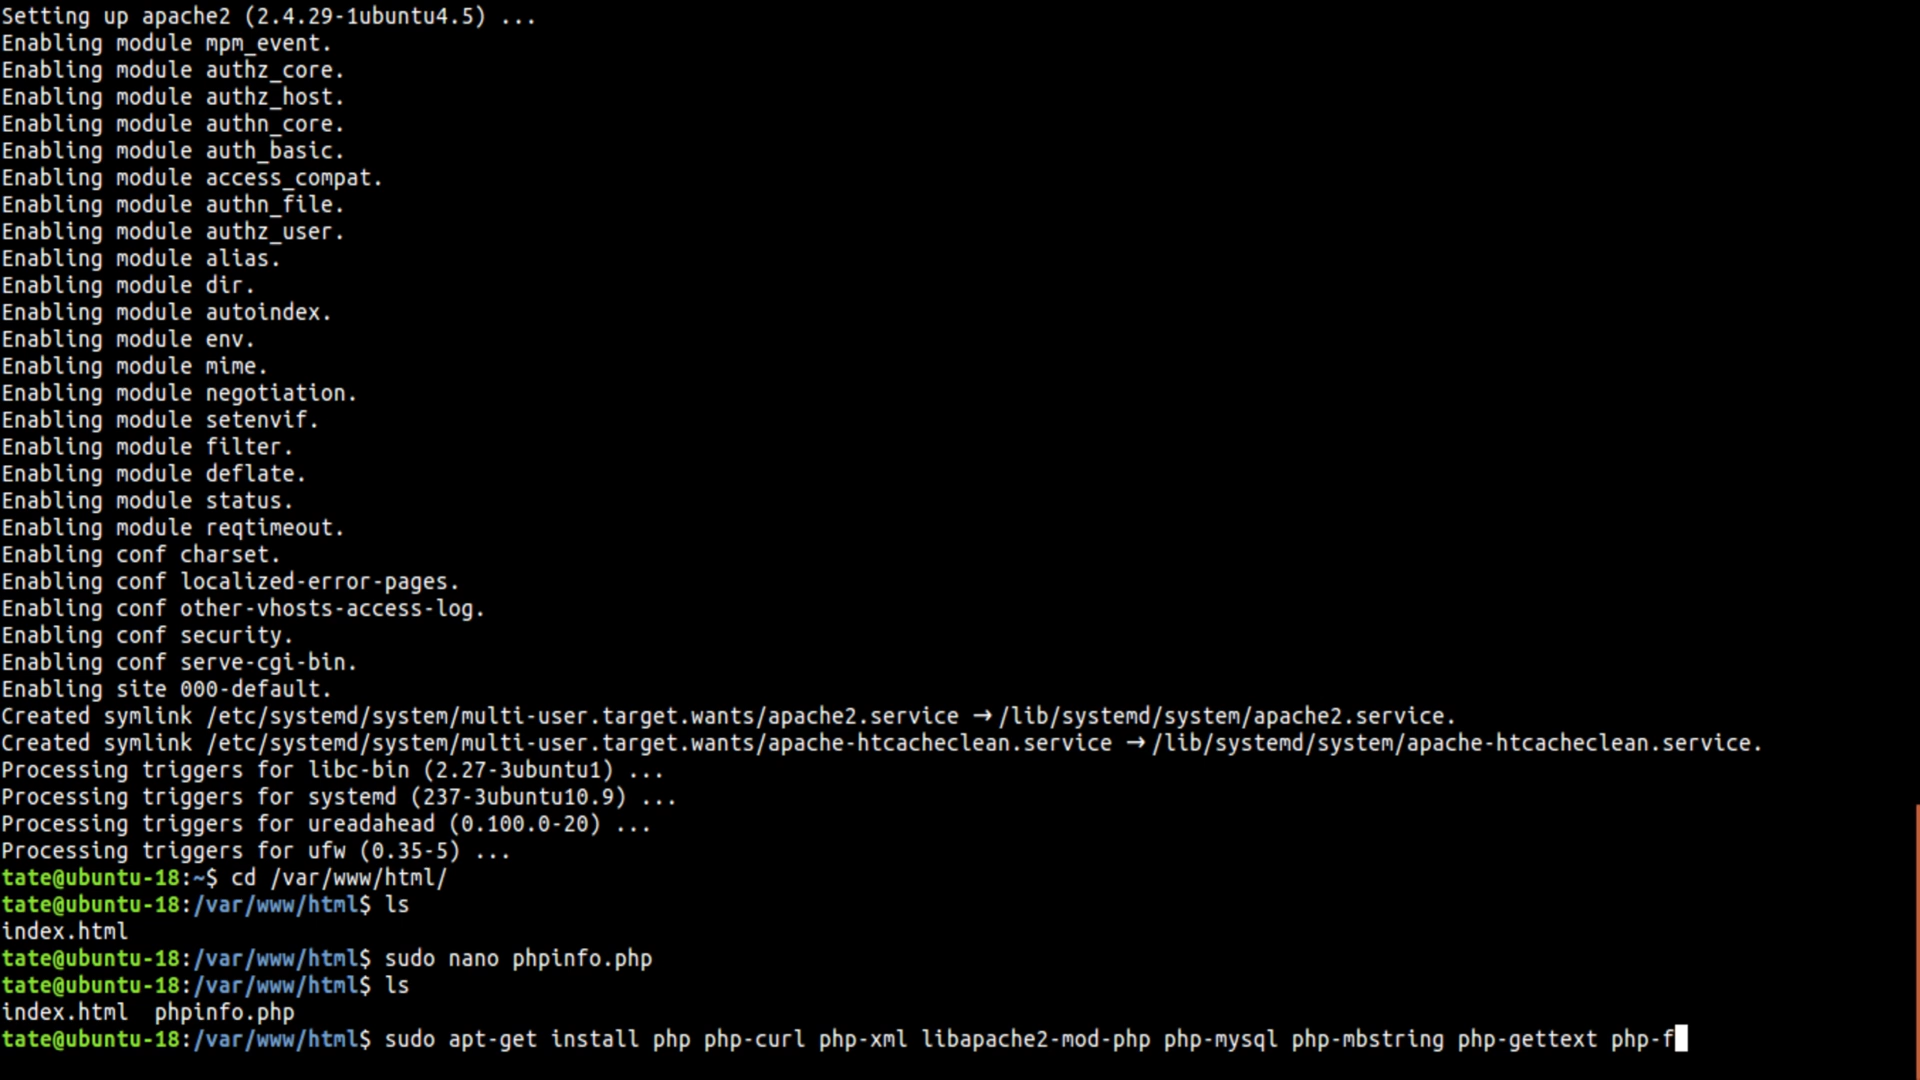 Setting up apache2 (2.4.29-1ubuntu4.5) ...
Enabling module mpm_event.
Enabling module authz_core.
Enabling module authz_host.
Enabling module authn_core.
Enabling module auth_basic.
Enabling module access_compat.
Enabling module authn_file.
Enabling module authz_user.
Enabling module alias.
Enabling module dir.
Enabling module autoindex.
Enabling module env.
Enabling module mime.
Enabling module negotiation.
Enabling module setenvif.
Enabling module filter.
Enabling module deflate.
Enabling module status.
Enabling module reqtimeout.
Enabling conf charset.
Enabling conf localized-error-pages.
Enabling conf other-vhosts-access-log.
Enabling conf security.
Enabling conf serve-cgi-bin.
Enabling site 000-default.
Created symlink /etc/systemd/system/multi-user.target.wants/apache2.service → /lib/systemd/system/apache2.service.
Created symlink /etc/systemd/system/multi-user.target.wants/apache-htcacheclean.service → /lib/systemd/system/apache-htcacheclean.service.
Processing triggers for libc-bin (2.27-3ubuntu1) ...
Processing triggers for systemd (237-3ubuntu10.9) ...
Processing triggers for ureadahead (0.100.0-20) ...
Processing triggers for ufw (0.35-5) ...
tate@ubuntu-18:~$ cd /var/www/html/
tate@ubuntu-18:/var/www/html$ ls
index.html
tate@ubuntu-18:/var/www/html$ sudo nano phpinfo.php
tate@ubuntu-18:/var/www/html$ ls
index.html  phpinfo.php
tate@ubuntu-18:/var/www/html$ sudo apt-get install php php-curl php-xml libapache2-mod-php php-mysql php-mbstring php-gettext php-f